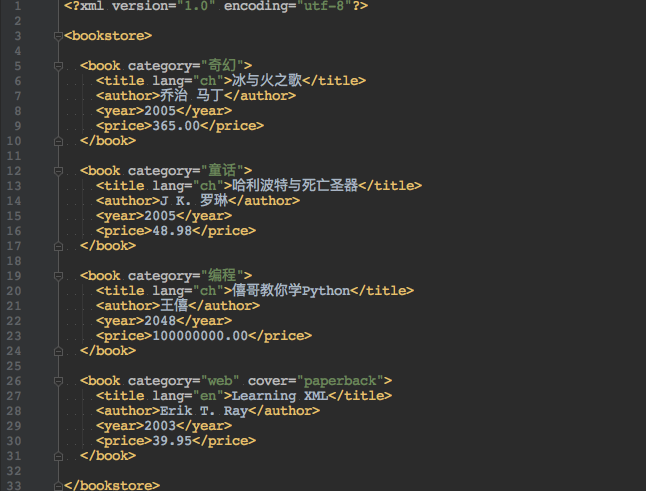 1 <?xml version="1.0" encoding="utf-8"?>
2
3 <bookstore>
4
5 <book category="奇幻">
6 <title lang="ch">冰与火之歌</title>
7 <author>乔治 马丁</author>
8 <year>2005</year>
9 <price>365.00</price>
10 </book>
11
12 <book category="童话">
13 <title lang="ch">哈利波特与死亡圣器</title>
14 <author>J K. 罗琳</author>
15 <year>2005</year>
16 <price>48.98</price>
17 </book>
18
19 <book category="编程">
20 <title lang="ch">僖哥教你学Python</title>
21 <author>王僖</author>
22 <year>2048</year>
23 <price>100000000.00</price>
24 </book>
25
26 <book category="web" cover="paperback">
27 <title lang="en">Learning XML</title>
28 <author>Erik T. Ray</author>
29 <year>2003</year>
30 <price>39.95</price>
31 </book>
32
33 </bookstore>